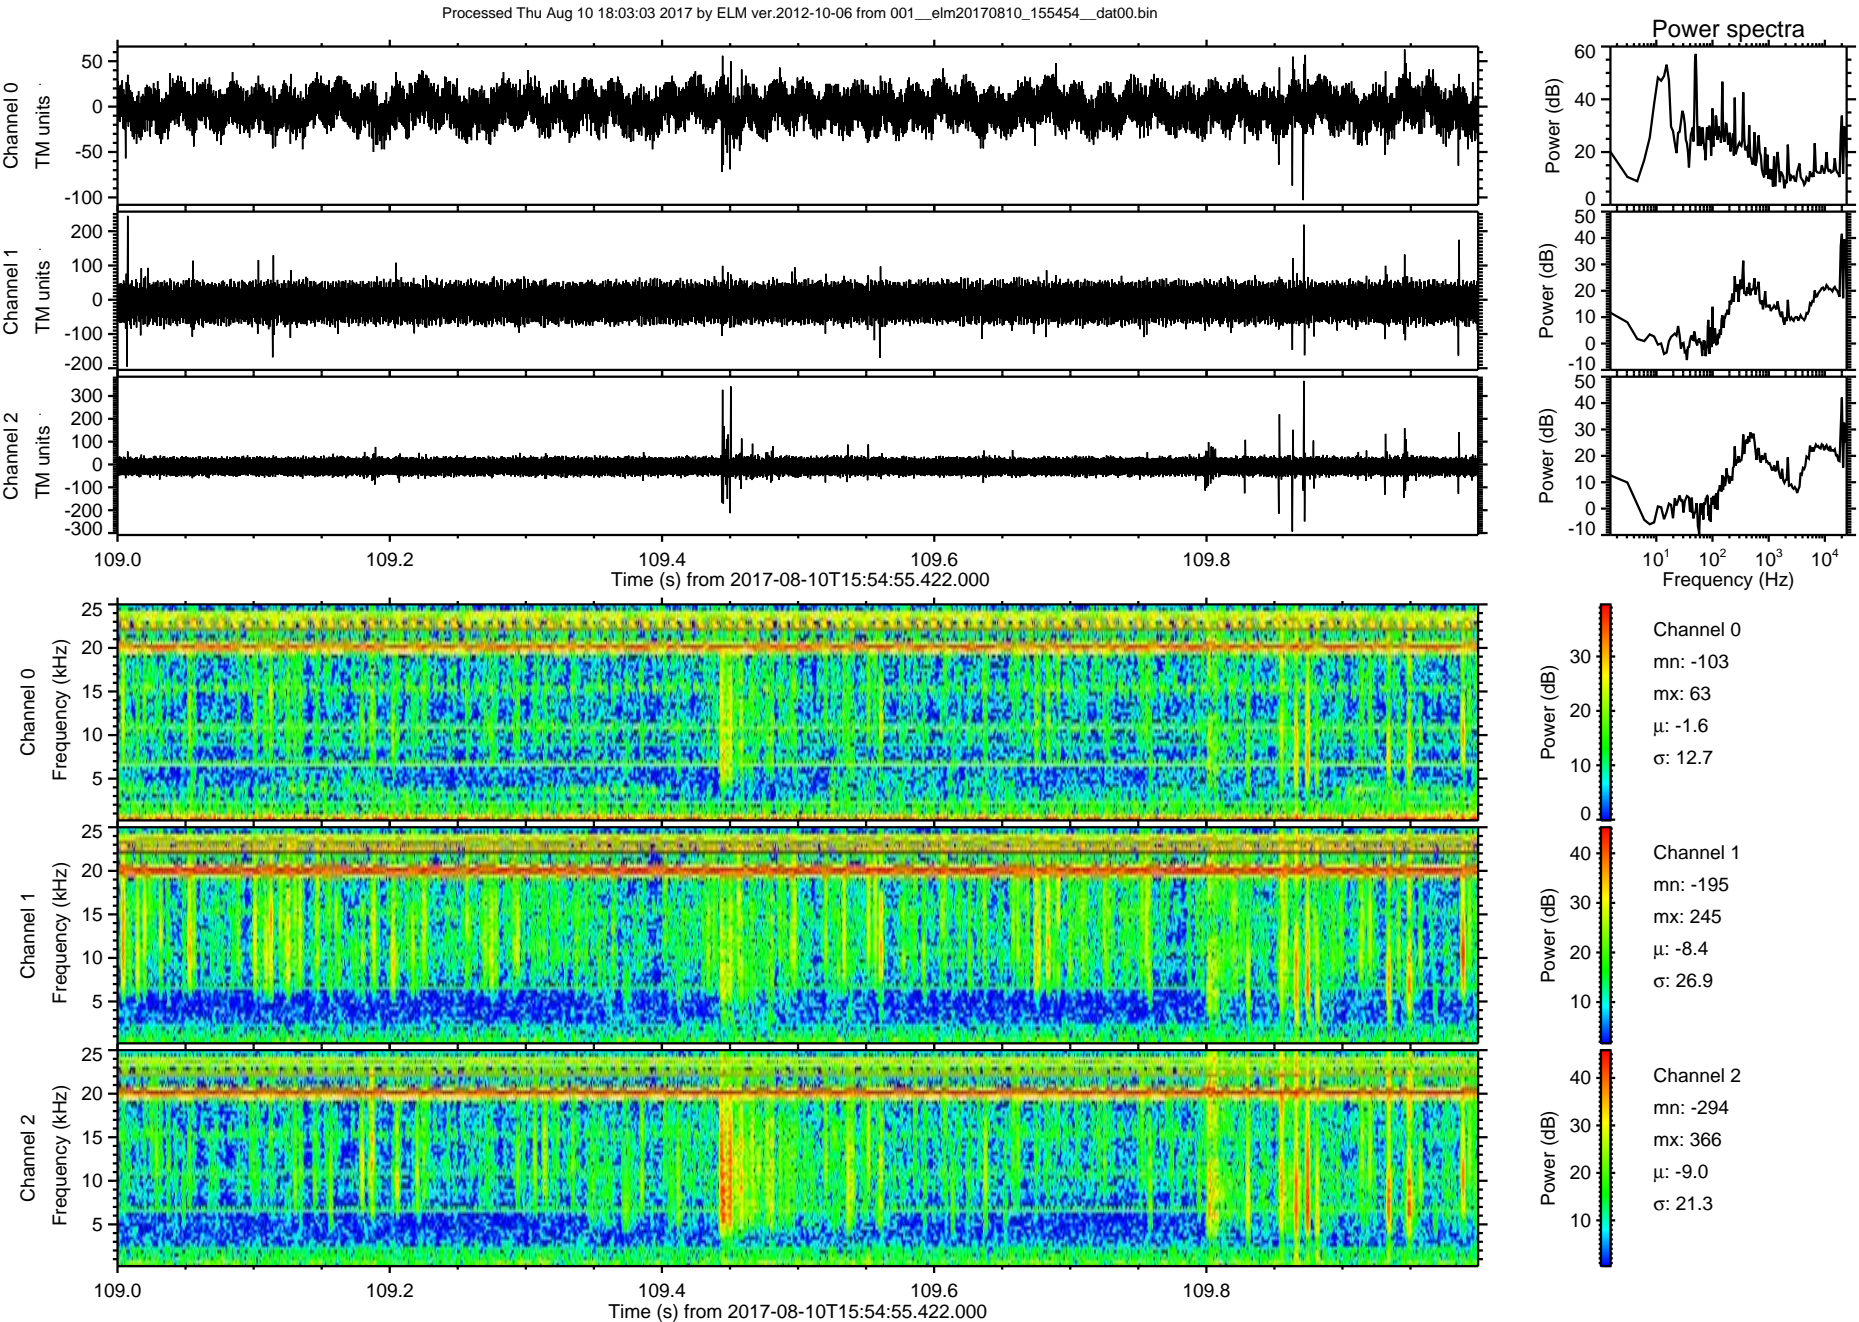 Processed Thu Aug 10 18:03:03 2017 by ELM ver.2012-10-06 from 001__elm20170810_155454__dat00.bin
Power spectra
Channel 0
TM units
50
0
-50
-100
Power (dB)
60
40
20
0
Channel 1
TM units
200
100
0
-100
-200
Power (dB)
50
40
30
20
10
0
-10
Channel 2
TM units
300
200
100
0
-100
-200
-300
Power (dB)
50
40
30
20
10
0
-10
109.0 109.2 109.4 109.6 109.8
Time (s) from 2017-08-10T15:54:55.422.000
10¹ 10² 10³ 10⁴
Frequency (Hz)
Channel 0
Frequency (kHz)
25
20
15
10
5
Power (dB)
30
20
10
0
Channel 0
mn: -103
mx: 63
μ: -1.6
σ: 12.7
Channel 1
Frequency (kHz)
25
20
15
10
5
Power (dB)
40
30
20
10
Channel 1
mn: -195
mx: 245
μ: -8.4
σ: 26.9
Channel 2
Frequency (kHz)
25
20
15
10
5
Power (dB)
40
30
20
10
Channel 2
mn: -294
mx: 366
μ: -9.0
σ: 21.3
109.0 109.2 109.4 109.6 109.8
Time (s) from 2017-08-10T15:54:55.422.000